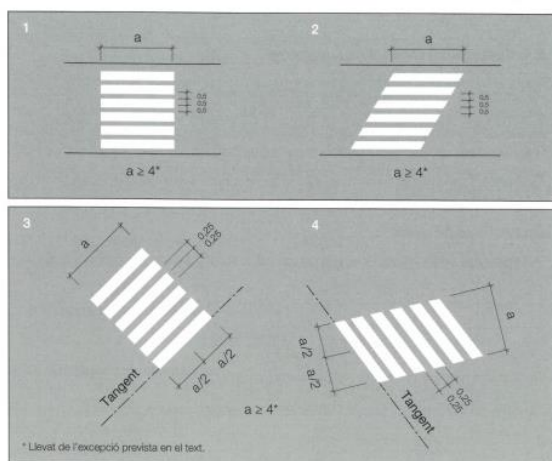 1
2
a
a
0.5
0.5
0.5
0.5
0.5
0.5
a ≥ 4*
a ≥ 4*
3
4
a
0,25
0,25
a/2
a/2
Tangent
a
a/2
a/2
0,25
0,25
Tangent
a ≥ 4*
* Llevat de l'excepció prevista en el text.